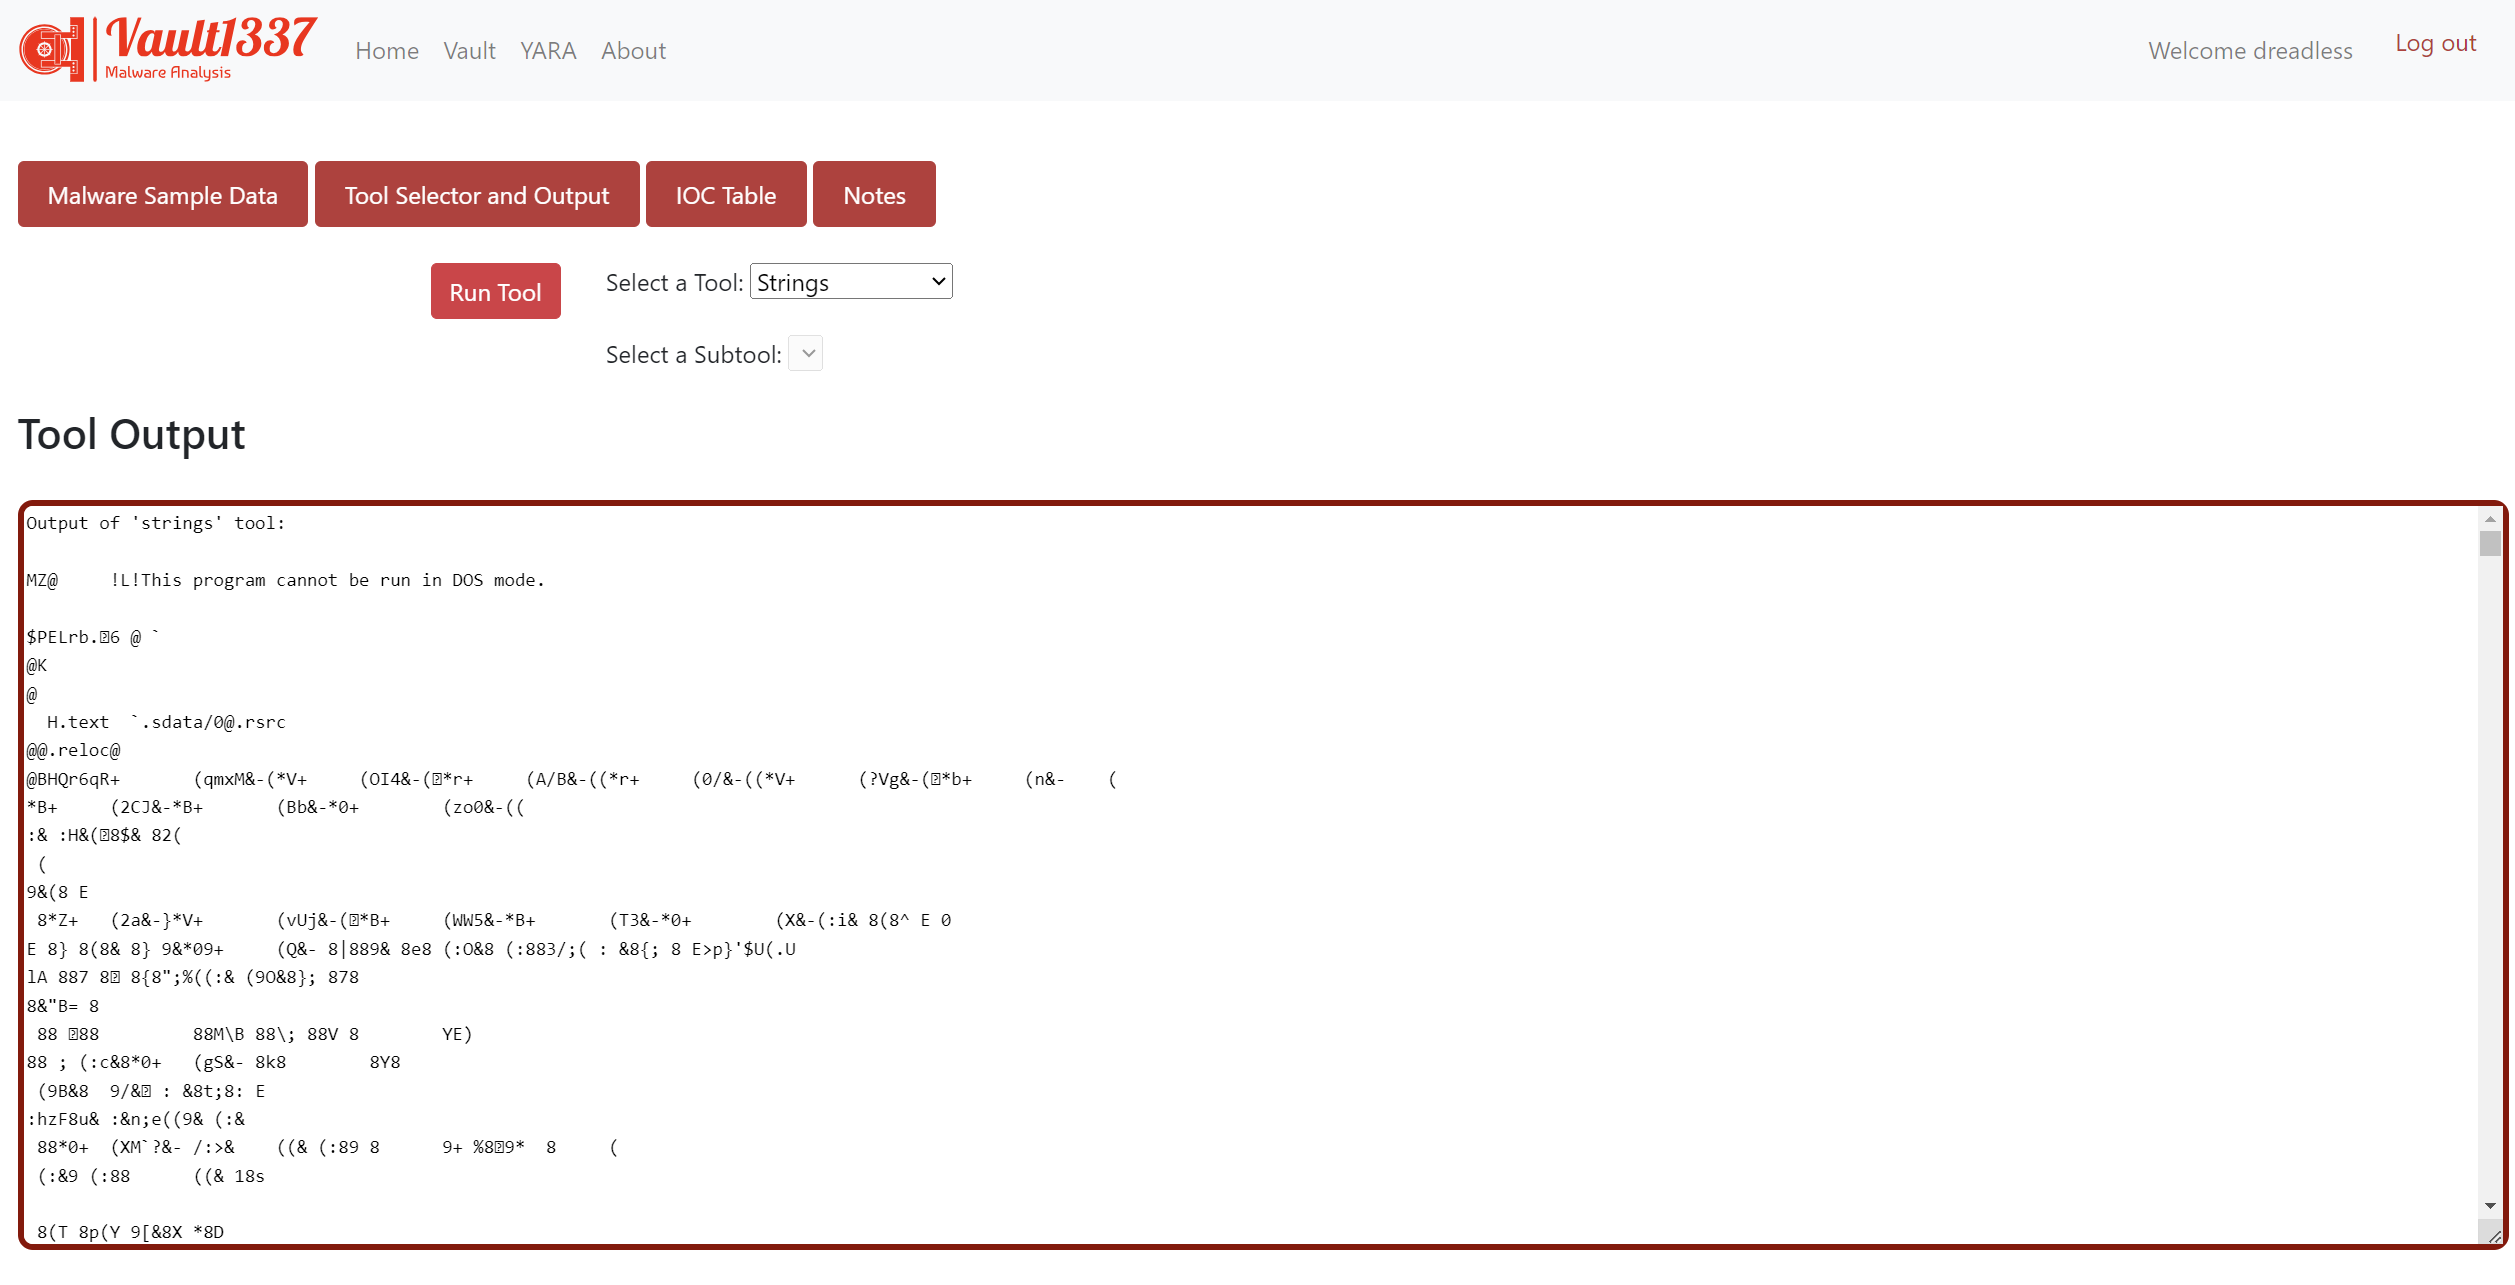 Vault1337
Malware Analysis
Home Vault YARA About
Welcome dreadless Log out
Malware Sample Data Tool Selector and Output IOC Table Notes
Run Tool Select a Tool: Strings
Select a Subtool:
Tool Output
Output of 'strings' tool:
MZ@     !L!This program cannot be run in DOS mode.
$PELrb.6 @ `
@K
@
  H.text  `.sdata/0@.rsrc
@@.reloc@
@BHQr6qR+       (qmxM&-(*V+     (OI4&-(*r+     (A/B&-((*r+     (0/&-((*V+      (?Vg&-(*b+     (n&-    (
*B+     (2CJ&-*B+       (Bb&-*0+        (zo0&-((
:& :H&(8$& 82(
 (
9&(8 E
 8*Z+   (2a&-}*V+       (vUj&-(*B+     (WW5&-*B+       (T3&-*0+        (X&-(:i& 8(8^ E 0
E 8} 8(8& 8} 9&*09+     (Q&- 8|889& 8e8 (:O&8 (:883/;( : &8{; 8 E>p}'$U(.U
lA 887 8 8{8";%((:& (9O&8}; 878
8&"B= 8
 88 88         88M\B 88\; 88V 8        YE)
88 ; (:c&8*0+   (gS&- 8k8        8Y8
 (9B&8  9/& : &8t;8: E
:hzF8u& :&n;e((9& (:&
 88*0+  (XM`?&- /:>&    ((& (:89 8      9+ %89*  8     (
 (:&9 (:88      ((& 18s
 8(T 8p(Y 9[&8X *8D